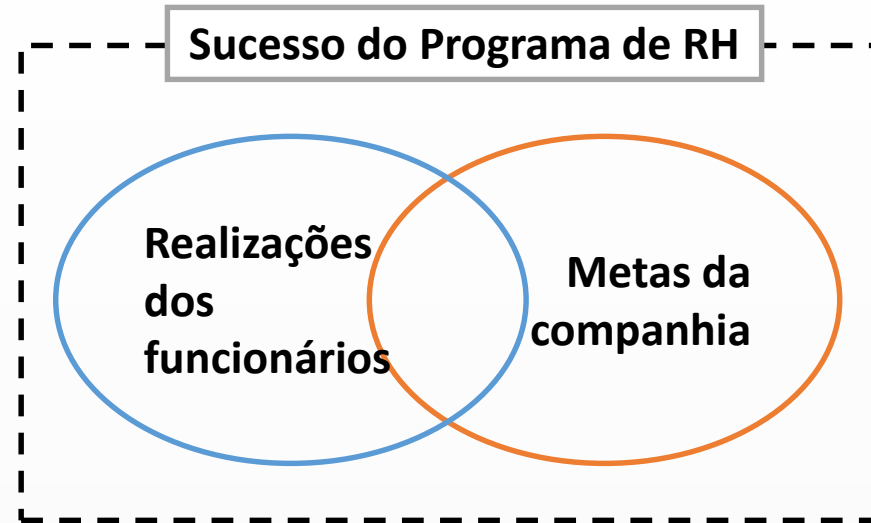 Sucesso do Programa de RH
Realizações
dos
funcionários
Metas da
companhia